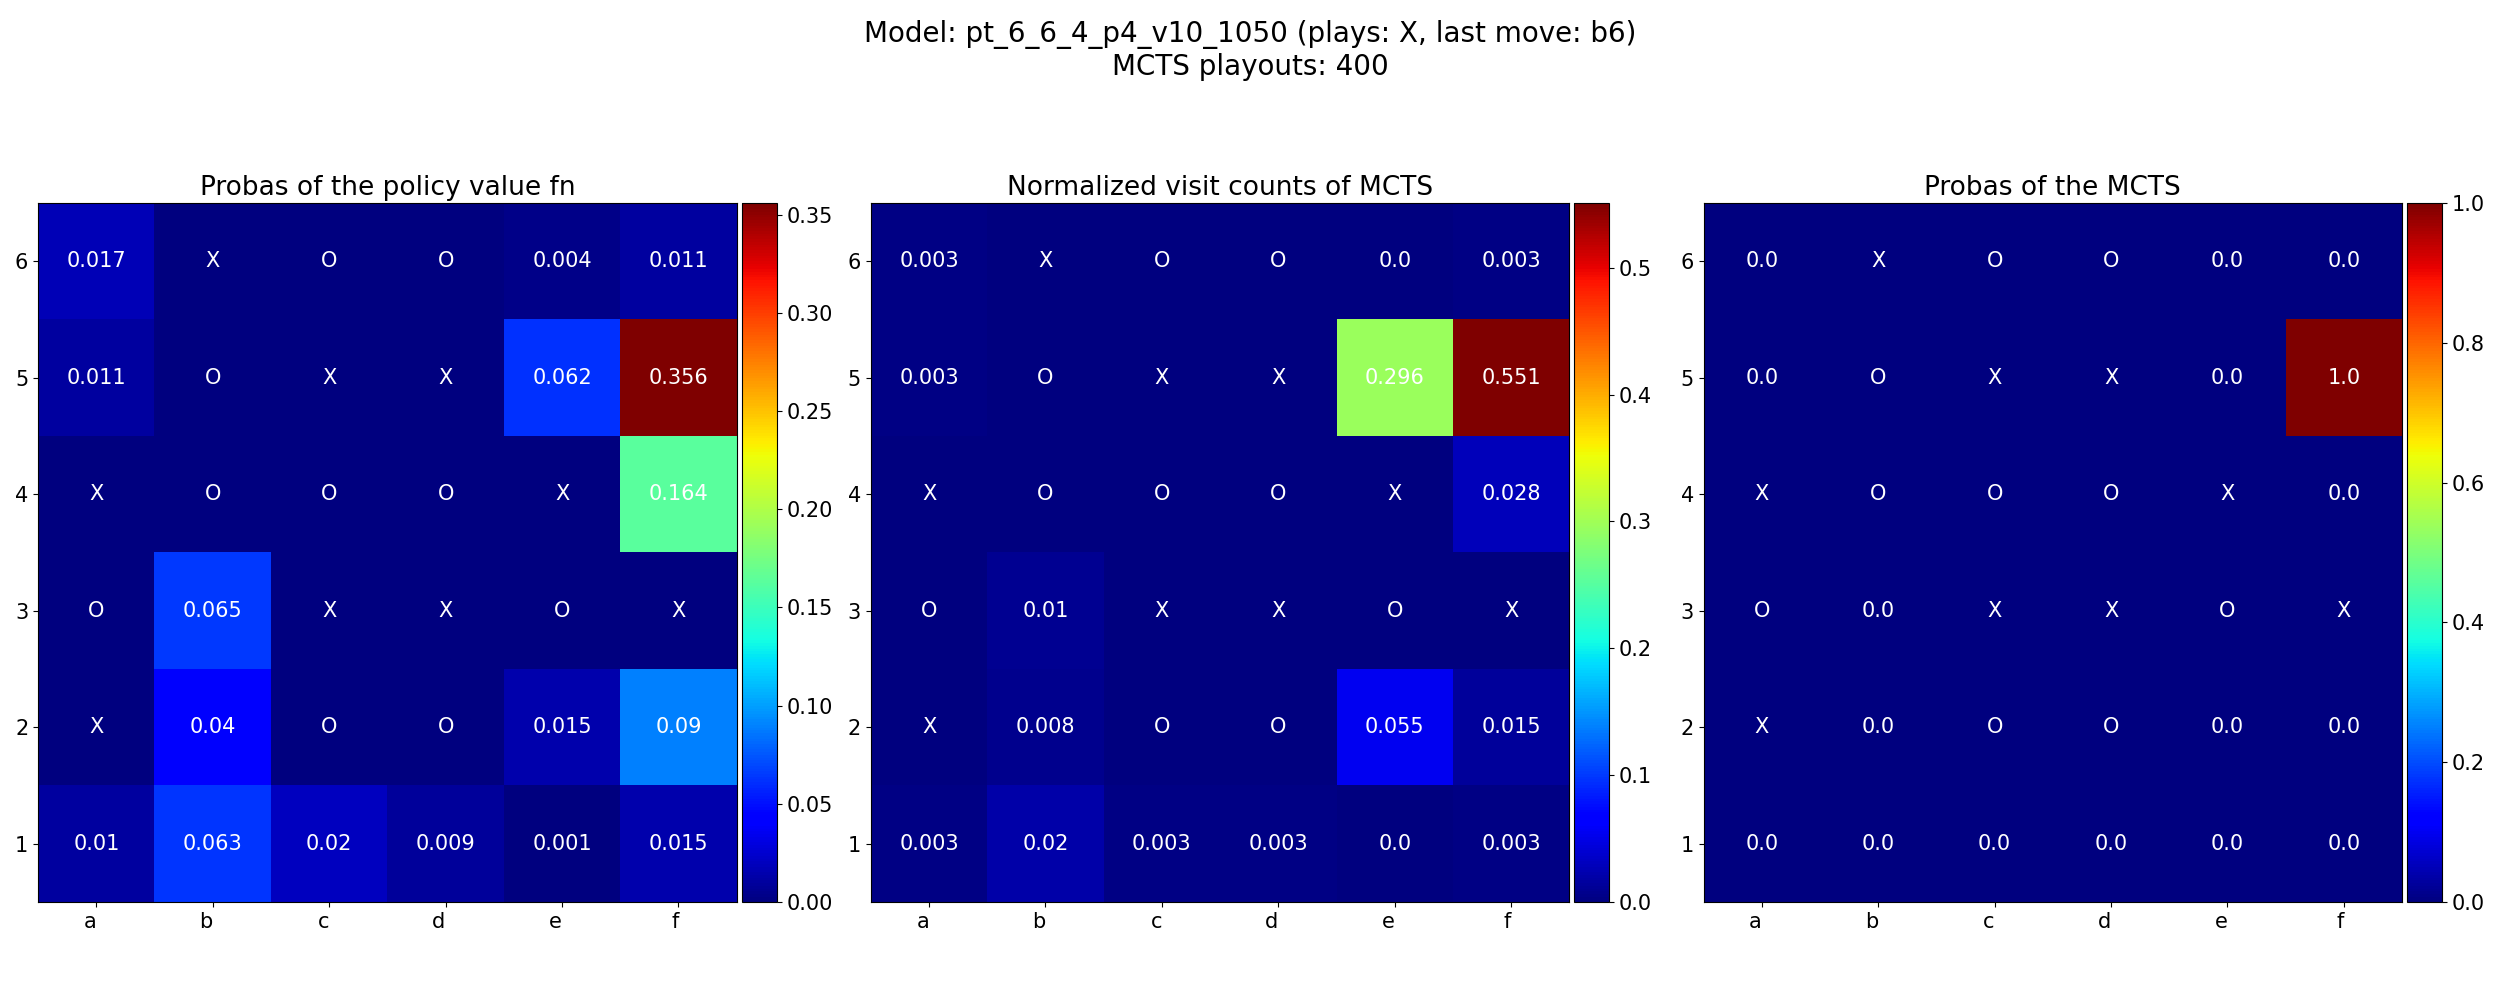 Model: pt_6_6_4_p4_v10_1050 (plays: X, last move: b6)
MCTS playouts: 400
Probas of the policy value fn
6 0.017 X O O 0.004 0.011
5 0.011 O X X 0.062 0.356
4 X O O O X 0.164
3 O 0.065 X X O X
2 X 0.04 O O 0.015 0.09
1 0.01 0.063 0.02 0.009 0.001 0.015
a b c d e f
0.35
0.30
0.25
0.20
0.15
0.10
0.05
0.00
Normalized visit counts of MCTS
6 0.003 X O O 0.0 0.003
5 0.003 O X X 0.296 0.551
4 X O O O X 0.028
3 O 0.01 X X O X
2 X 0.008 O O 0.055 0.015
1 0.003 0.02 0.003 0.003 0.0 0.003
a b c d e f
0.5
0.4
0.3
0.2
0.1
0.0
Probas of the MCTS
6 0.0 X O O 0.0 0.0
5 0.0 O X X 0.0 1.0
4 X O O O X 0.0
3 O 0.0 X X O X
2 X 0.0 O O 0.0 0.0
1 0.0 0.0 0.0 0.0 0.0 0.0
a b c d e f
1.0
0.8
0.6
0.4
0.2
0.0